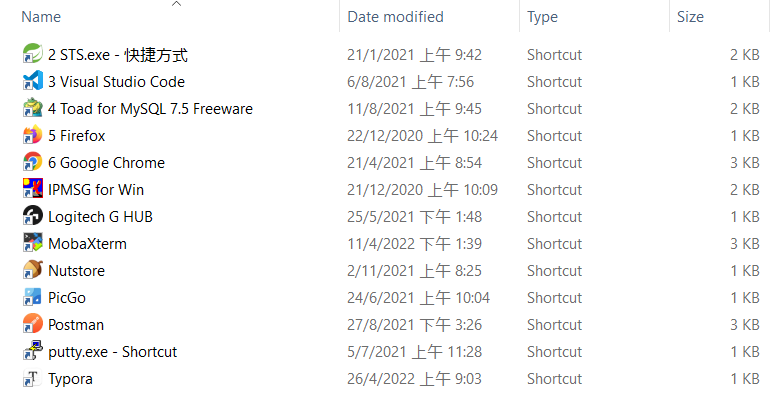 Name Date modified Type Size
2 STS.exe - 快捷方式 21/1/2021 上午 9:42 Shortcut 2 KB
3 Visual Studio Code 6/8/2021 上午 7:56 Shortcut 1 KB
4 Toad for MySQL 7.5 Freeware 11/8/2021 上午 9:45 Shortcut 2 KB
5 Firefox 22/12/2020 上午 10:24 Shortcut 1 KB
6 Google Chrome 21/4/2021 上午 8:54 Shortcut 3 KB
IPMSG for Win 21/12/2020 上午 10:09 Shortcut 2 KB
Logitech G HUB 25/5/2021 下午 1:48 Shortcut 1 KB
MobaXterm 11/4/2022 下午 1:39 Shortcut 3 KB
Nutstore 2/11/2021 上午 8:25 Shortcut 1 KB
PicGo 24/6/2021 上午 10:04 Shortcut 1 KB
Postman 27/8/2021 下午 3:26 Shortcut 3 KB
putty.exe - Shortcut 5/7/2021 上午 11:28 Shortcut 1 KB
Typora 26/4/2022 上午 9:03 Shortcut 1 KB